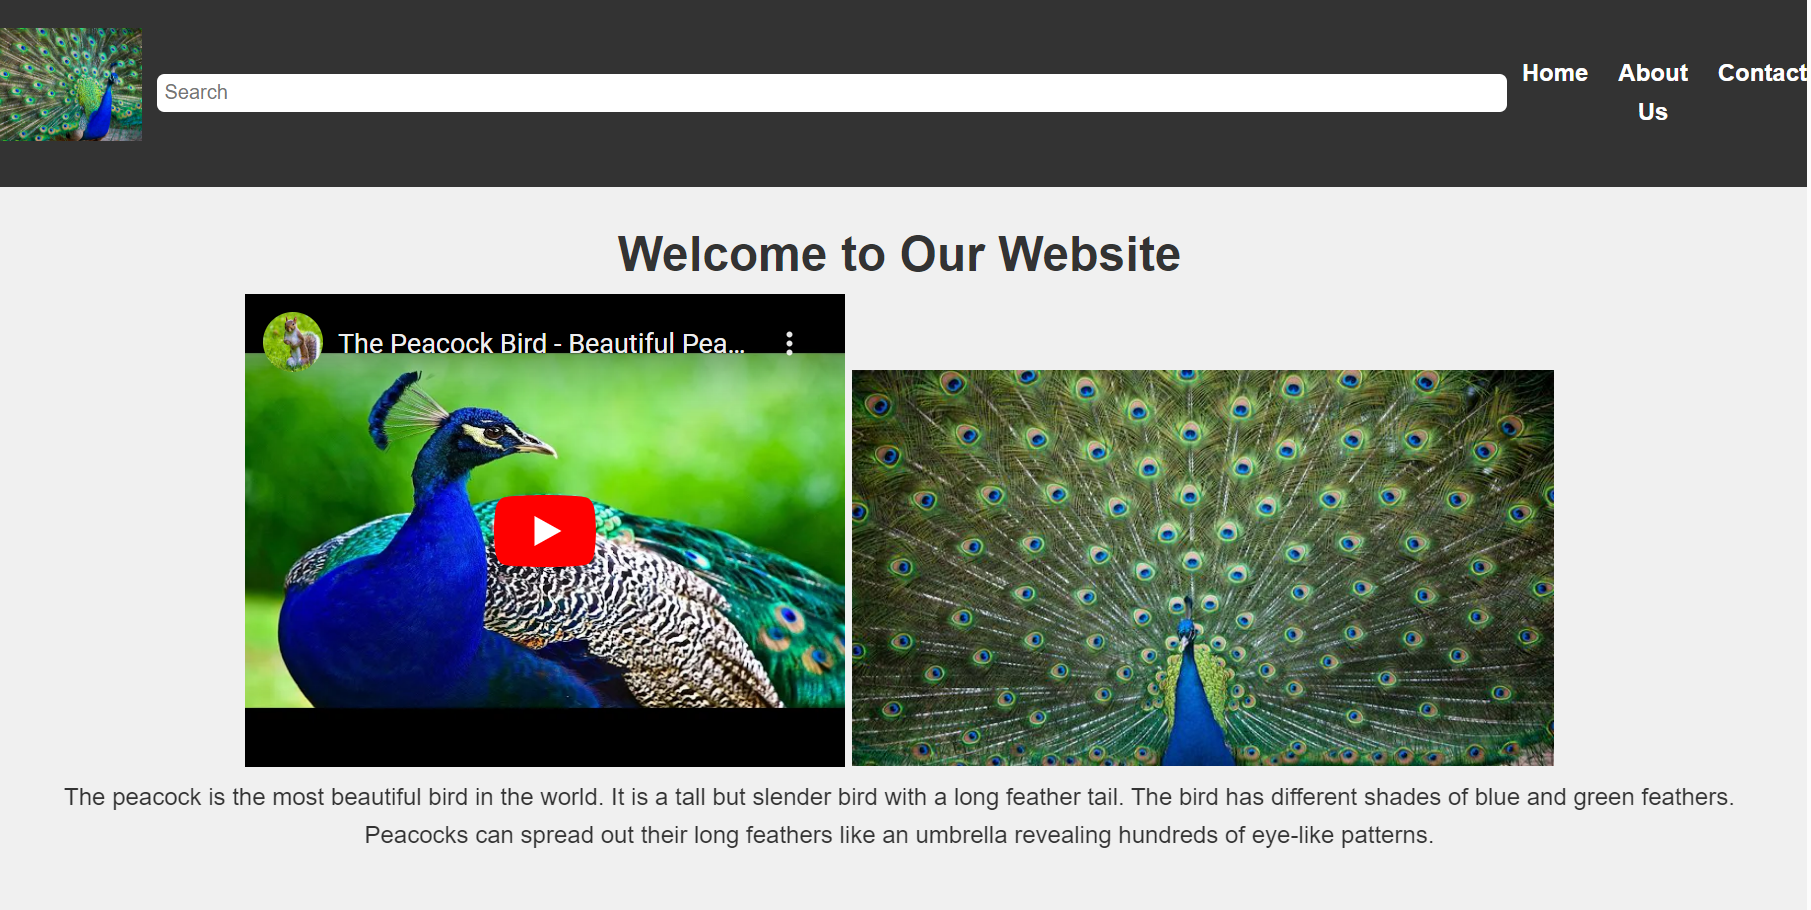 Search
Home
About
Us
Contact
Welcome to Our Website
The Peacock Bird - Beautiful Pea...
The peacock is the most beautiful bird in the world. It is a tall but slender bird with a long feather tail. The bird has different shades of blue and green feathers.
Peacocks can spread out their long feathers like an umbrella revealing hundreds of eye-like patterns.